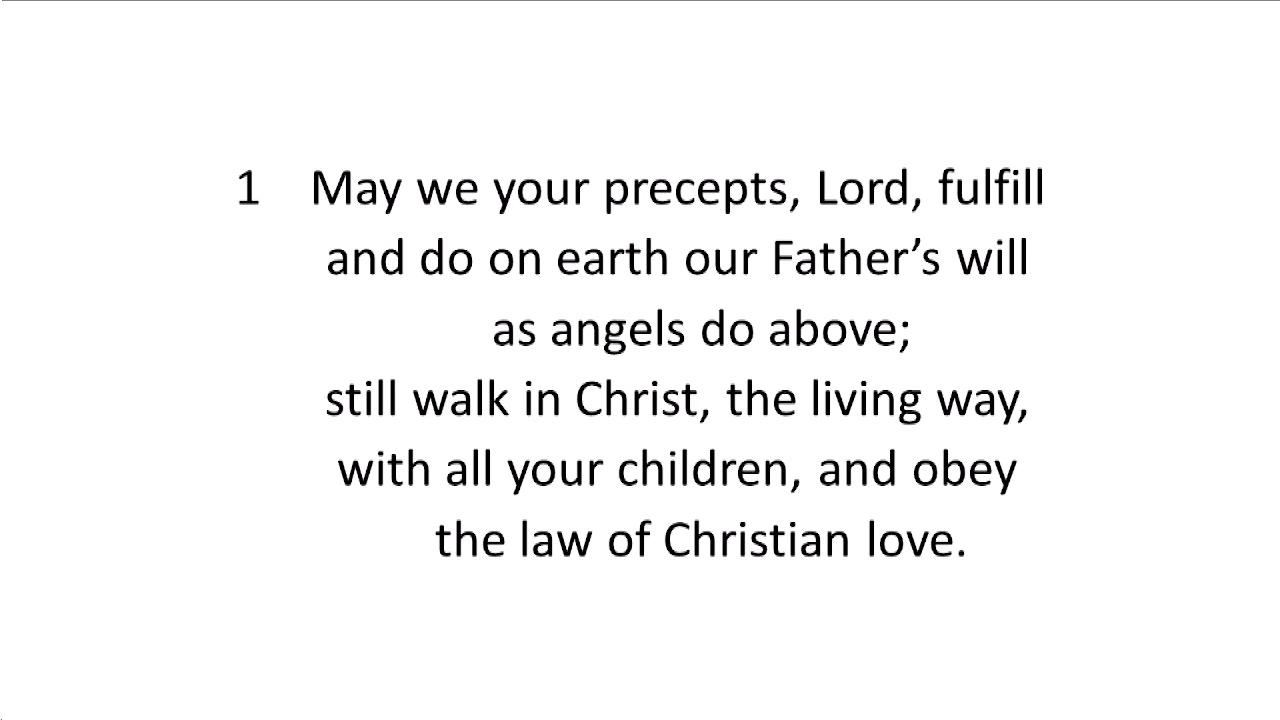 1 May we your precepts, Lord, fulfill
and do on earth our Father’s will
as angels do above;
still walk in Christ, the living way,
with all your children, and obey
the law of Christian love.